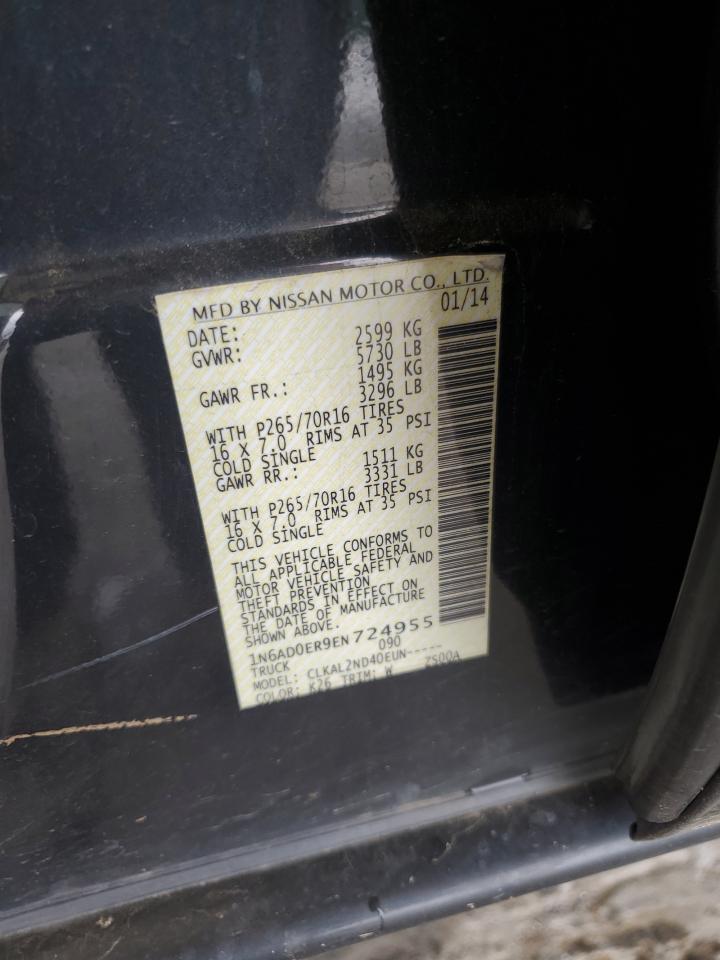 MFD BY NISSAN MOTOR CO., LTD.
DATE: 01/14
GVWR: 2599 KG
5730 LB
GAWR FR.: 1495 KG
3296 LB
WITH P265/70R16 TIRES
16 X 7.0 RIMS AT 35 PSI
COLD SINGLE
GAWR RR.: 1511 KG
3331 LB
WITH P265/70R16 TIRES
16 X 7.0 RIMS AT 35 PSI
COLD SINGLE
THIS VEHICLE CONFORMS TO
ALL APPLICABLE FEDERAL
MOTOR VEHICLE SAFETY AND
THEFT PREVENTION
STANDARDS IN EFFECT ON
THE DATE OF MANUFACTURE
SHOWN ABOVE.
1N6AD0ER9EN 724955
TRUCK 090
MODEL: CLKAL2ND40EUN-----
COLOR: K26 TRIM: W ZS00A